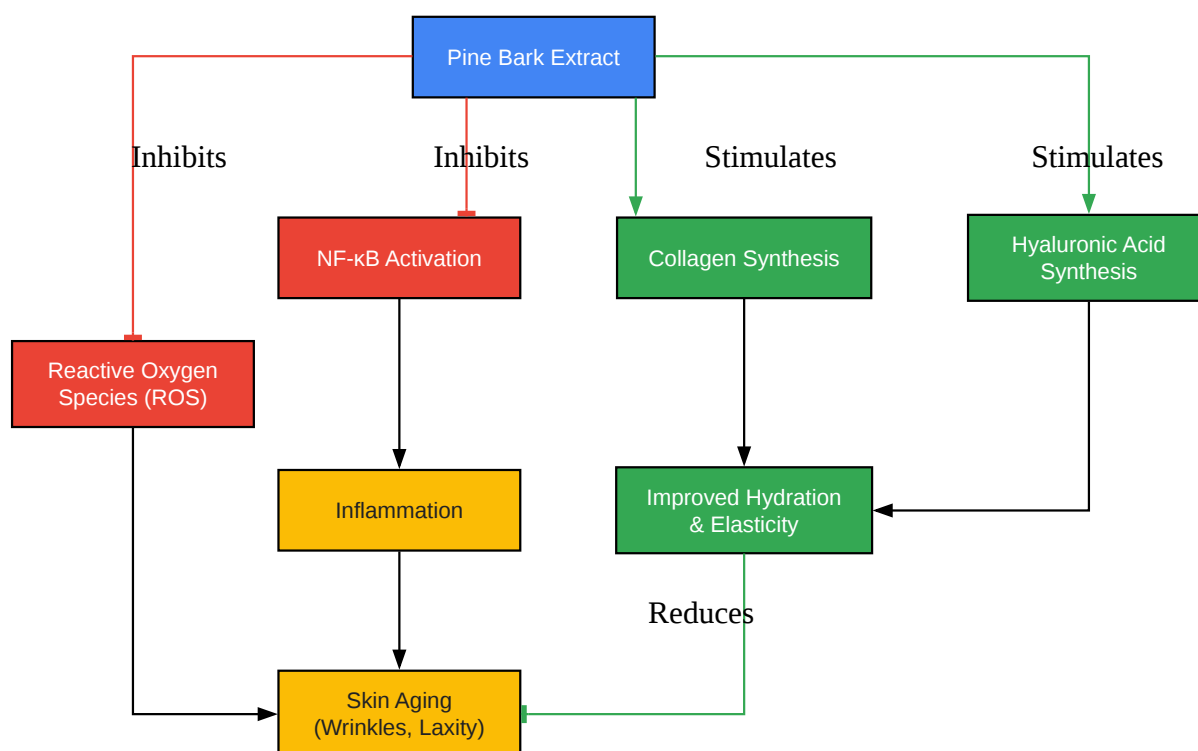 Pine Bark Extract
Inhibits
Inhibits
Stimulates
Stimulates
NF-κB Activation
Collagen Synthesis
Hyaluronic Acid
Synthesis
Reactive Oxygen
Species (ROS)
Inflammation
Improved Hydration
& Elasticity
Reduces
Skin Aging
(Wrinkles, Laxity)